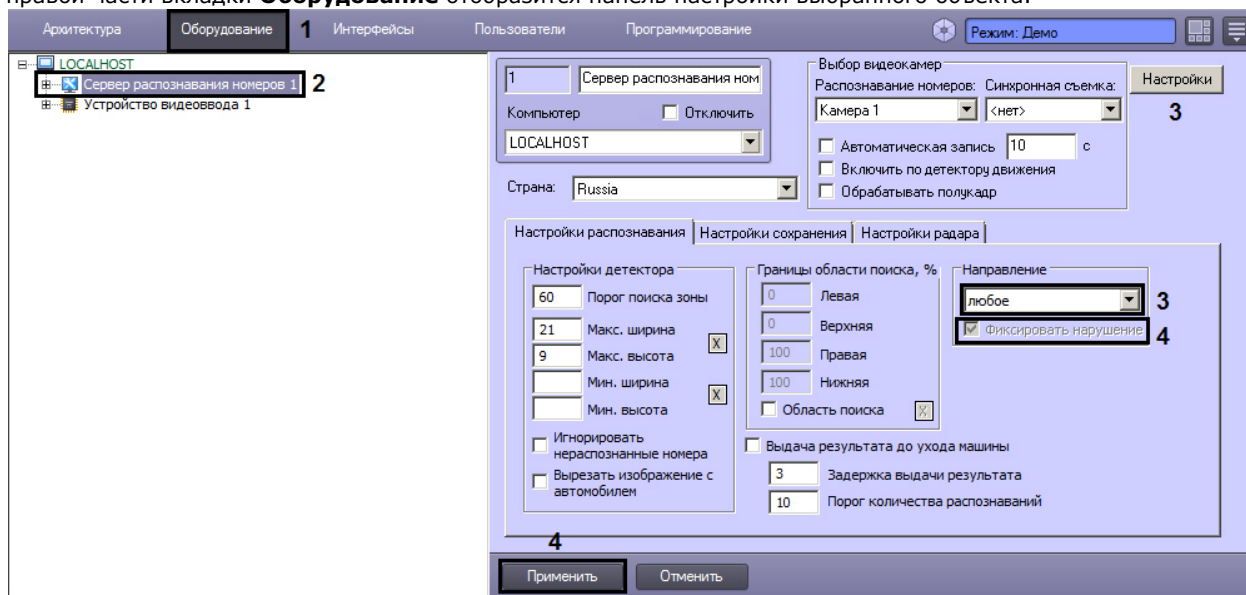 правой части вкладки Оборудование отобразится панель настройки выбранного объекта.
Архитектура Оборудование 1 Интерфейсы Пользователи Программирование Режим: Демо
LOCALHOST
Сервер распознавания номеров 1 2
Устройство видеоввода 1
1 Сервер распознавания ном
Компьютер Отключить
LOCALHOST
Страна: Russia
Выбор видеокамер
Распознавание номеров: Синхронная съемка:
Камера 1 <нет>
Автоматическая запись 10 с
Включить по детектору движения
Обрабатывать полукадр
Настройки
3
Настройки распознавания Настройки сохранения Настройки радара
Настройки детектора
60 Порог поиска зоны
21 Макс. ширина
9 Макс. высота
X
Мин. ширина
Мин. высота
X
Игнорировать
нераспознанные номера
Вырезать изображение с
автомобилем
Границы области поиска, %
0 Левая
0 Верхняя
100 Правая
100 Нижняя
Область поиска X
Направление
любое 3
Фиксировать нарушение 4
Выдача результата до ухода машины
3 Задержка выдачи результата
10 Порог количества распознаваний
4
Применить Отменить